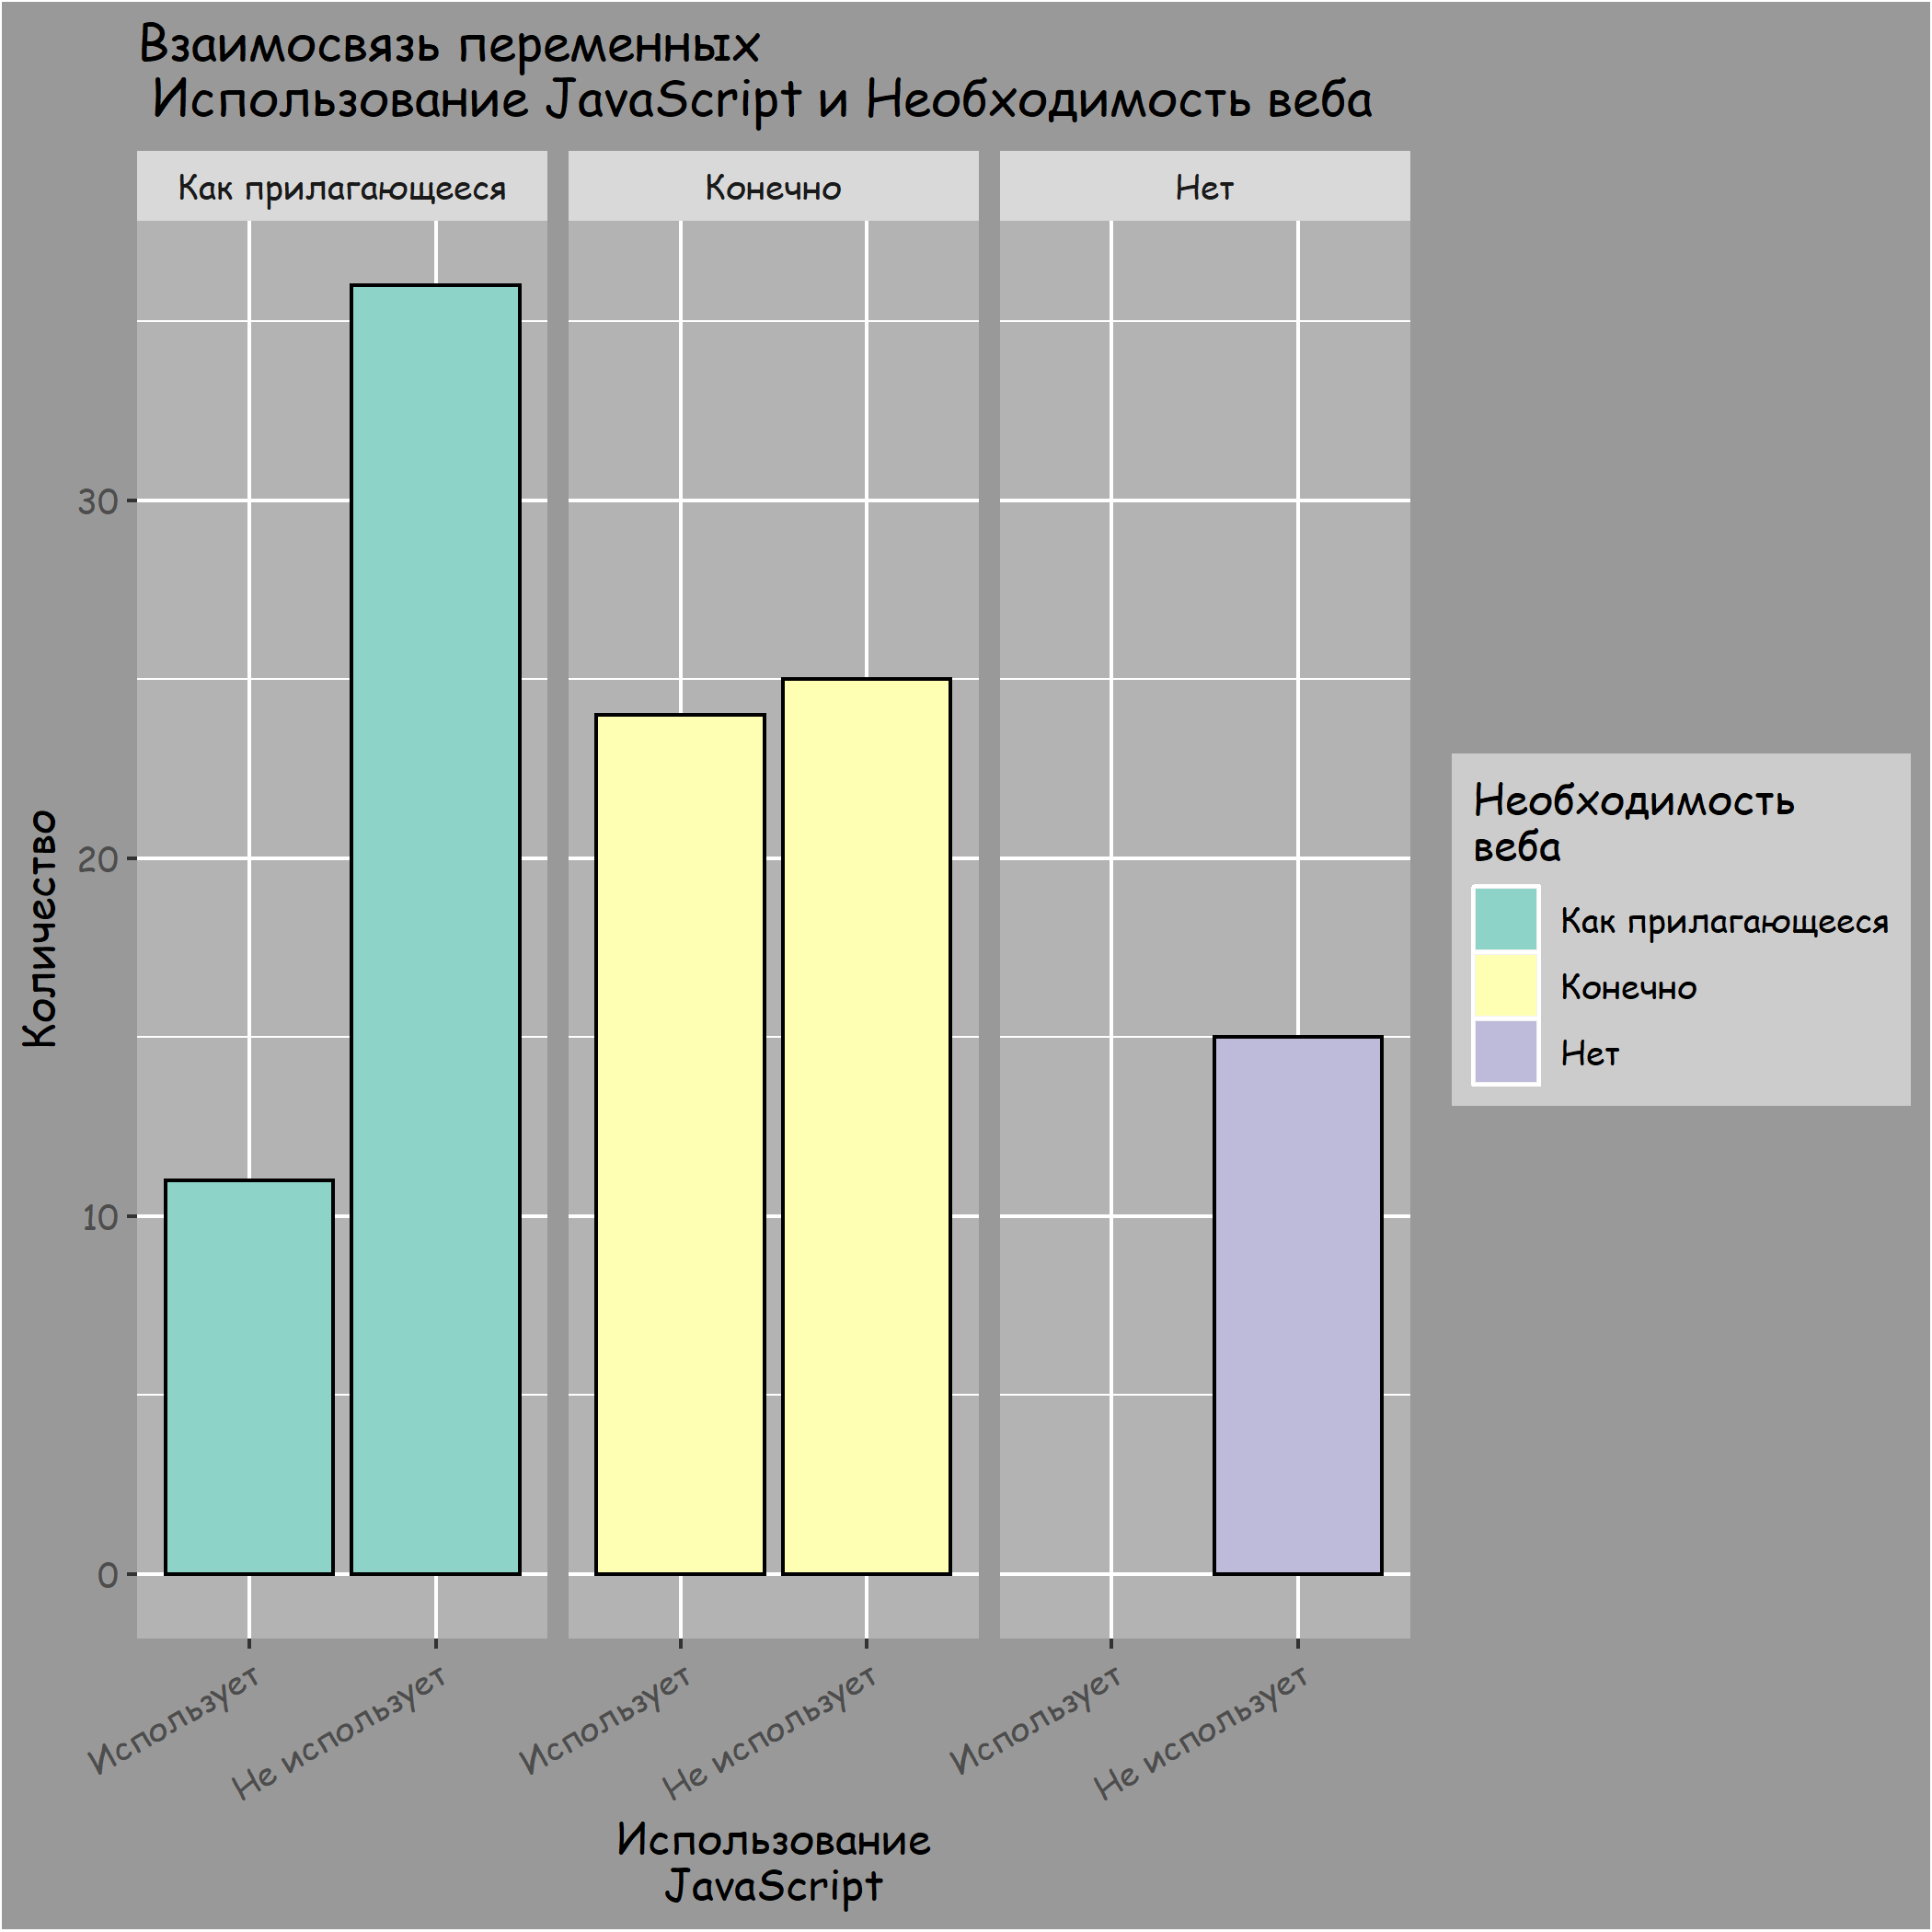 Взаимосвязь переменных
Использование JavaScript и Необходимость веба
Как прилагающееся
Конечно
Нет
Количество
30
20
10
0
Использует
Не использует
Использует
Не использует
Использует
Не использует
Использование
JavaScript
Необходимость
веба
Как прилагающееся
Конечно
Нет